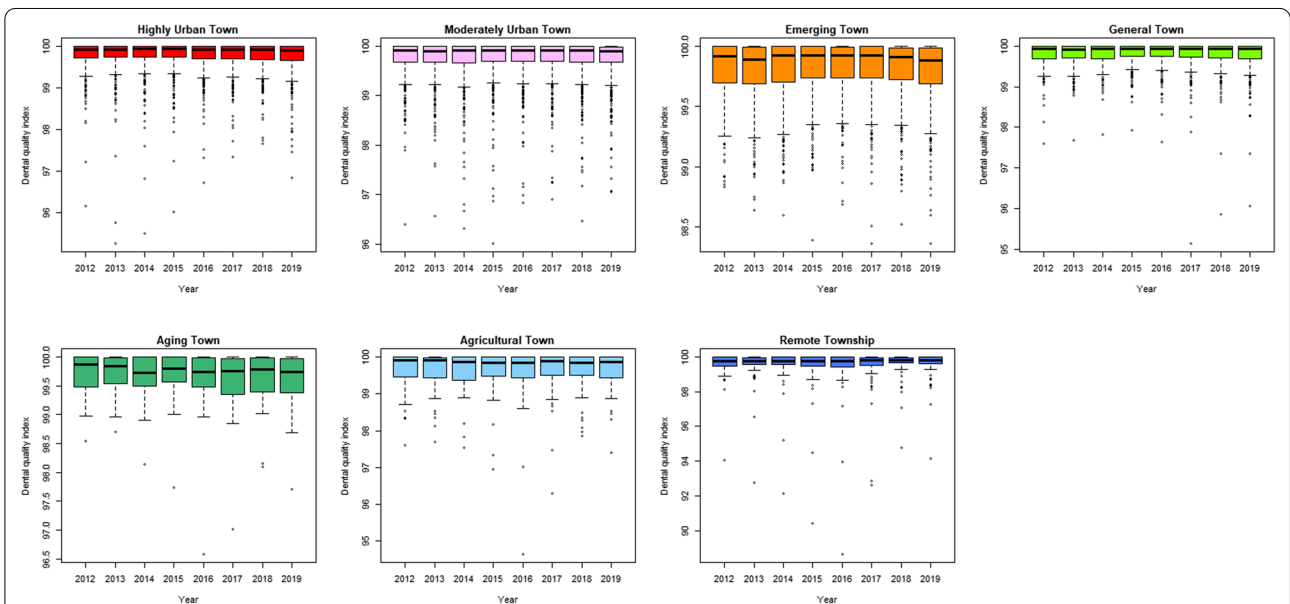 Highly Urban Town
Dental quality index
100
99
98
97
96
2012 2013 2014 2015 2016 2017 2018 2019
Year
Moderately Urban Town
Dental quality index
100
99
98
97
96
2012 2013 2014 2015 2016 2017 2018 2019
Year
Emerging Town
Dental quality index
100.0
99.5
99.0
98.5
2012 2013 2014 2015 2016 2017 2018 2019
Year
General Town
Dental quality index
100
99
98
97
96
95
2012 2013 2014 2015 2016 2017 2018 2019
Year
Aging Town
Dental quality index
100.0
99.5
99.0
98.5
98.0
97.5
97.0
96.5
2012 2013 2014 2015 2016 2017 2018 2019
Year
Agricultural Town
Dental quality index
100
99
98
97
96
95
2012 2013 2014 2015 2016 2017 2018 2019
Year
Remote Township
Dental quality index
100
98
96
94
92
90
2012 2013 2014 2015 2016 2017 2018 2019
Year